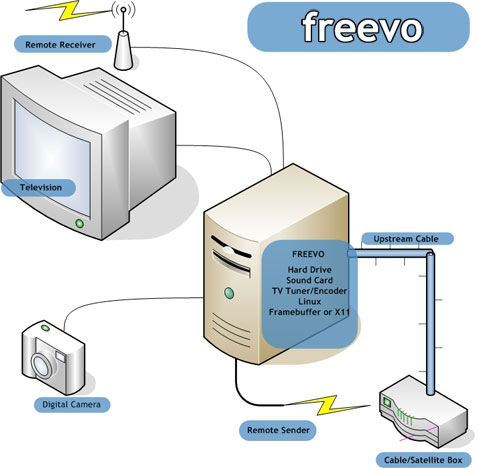 freevo
Remote Receiver
Television
Upstream Cable
FREEVO
Hard Drive
Sound Card
TV Tuner/Encoder
Linux
Framebuffer or X11
Digital Camera
Remote Sender
Cable/Satellite Box